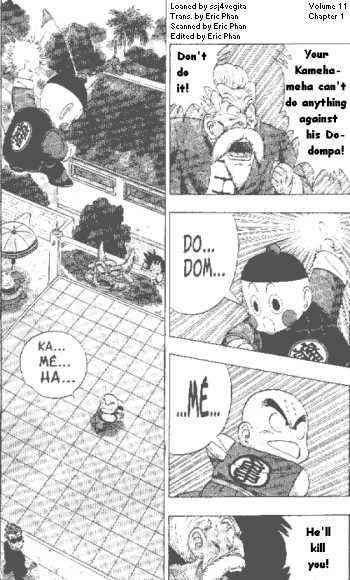 Loaned by ssj4vegita
Trans. by Eric Phan
Scanned by Eric Phan
Edited by Eric Phan
Volume 11
Chapter 1
Your
Kameha-
meha can't
do anything
against
his Do-
dompa!
Don't
do
it!
DO...
DOM...
KA...
MÉ...
HA...
...MÉ...
He'll
kill
you!